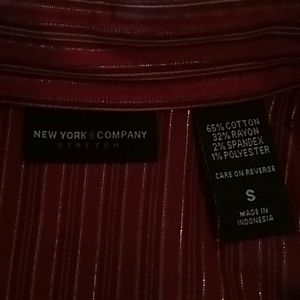 NEW YORK & COMPANY
STRETCH
65% COTTON
32% RAYON
2% SPANDEX
1% POLYESTER
CARE ON REVERSE
S
MADE IN
INDONESIA